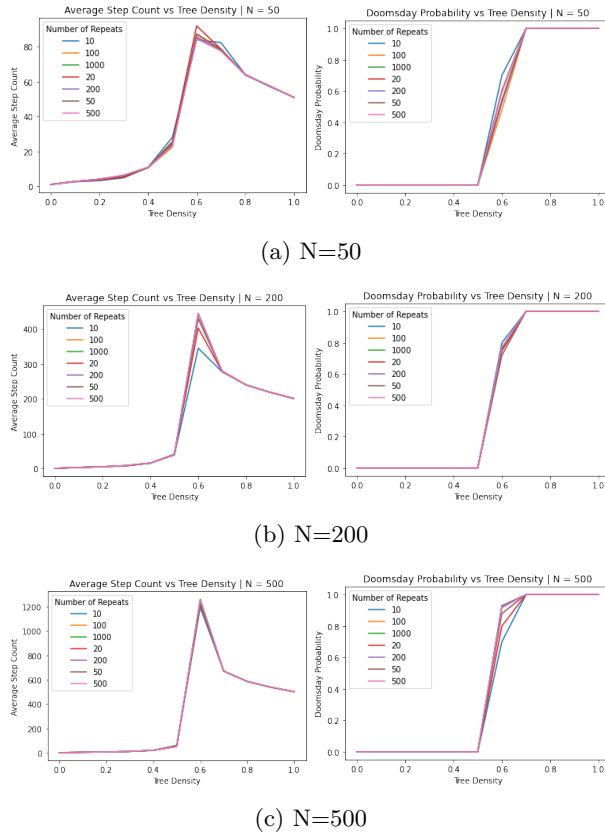 Average Step Count vs Tree Density | N = 50
Average Step Count
80
60
40
20
0
Number of Repeats
10
100
1000
20
200
50
500
0.0 0.2 0.4 0.6 0.8 1.0
Tree Density
Doomsday Probability vs Tree Density | N = 50
Doomsday Probability
1.0
0.8
0.6
0.4
0.2
0.0
Number of Repeats
10
100
1000
20
200
50
500
0.0 0.2 0.4 0.6 0.8 1.0
Tree Density
(a) N=50
Average Step Count vs Tree Density | N = 200
Average Step Count
400
300
200
100
0
Number of Repeats
10
100
1000
20
200
50
500
0.0 0.2 0.4 0.6 0.8 1.0
Tree Density
Doomsday Probability vs Tree Density | N = 200
Doomsday Probability
1.0
0.8
0.6
0.4
0.2
0.0
Number of Repeats
10
100
1000
20
200
50
500
0.0 0.2 0.4 0.6 0.8 1.0
Tree Density
(b) N=200
Average Step Count vs Tree Density | N = 500
Average Step Count
1200
1000
800
600
400
200
0
Number of Repeats
10
100
1000
20
200
50
500
0.0 0.2 0.4 0.6 0.8 1.0
Tree Density
Doomsday Probability vs Tree Density | N = 500
Doomsday Probability
1.0
0.8
0.6
0.4
0.2
0.0
Number of Repeats
10
100
1000
20
200
50
500
0.0 0.2 0.4 0.6 0.8 1.0
Tree Density
(c) N=500